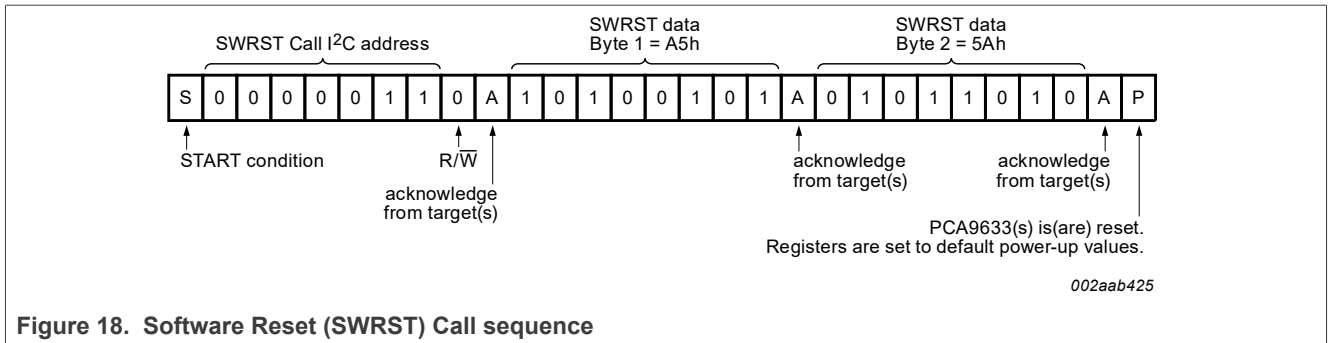 SWRST Call I2C address
SWRST data
Byte 1 = A5h
SWRST data
Byte 2 = 5Ah
S 0 0 0 0 0 1 1 0 A 1 0 1 0 0 1 0 1 A 0 1 0 1 1 0 1 0 A P
START condition
R/W̅
acknowledge
from target(s)
acknowledge
from target(s)
acknowledge
from target(s)
PCA9633(s) is(are) reset.
Registers are set to default power-up values.
002aab425
Figure 18. Software Reset (SWRST) Call sequence